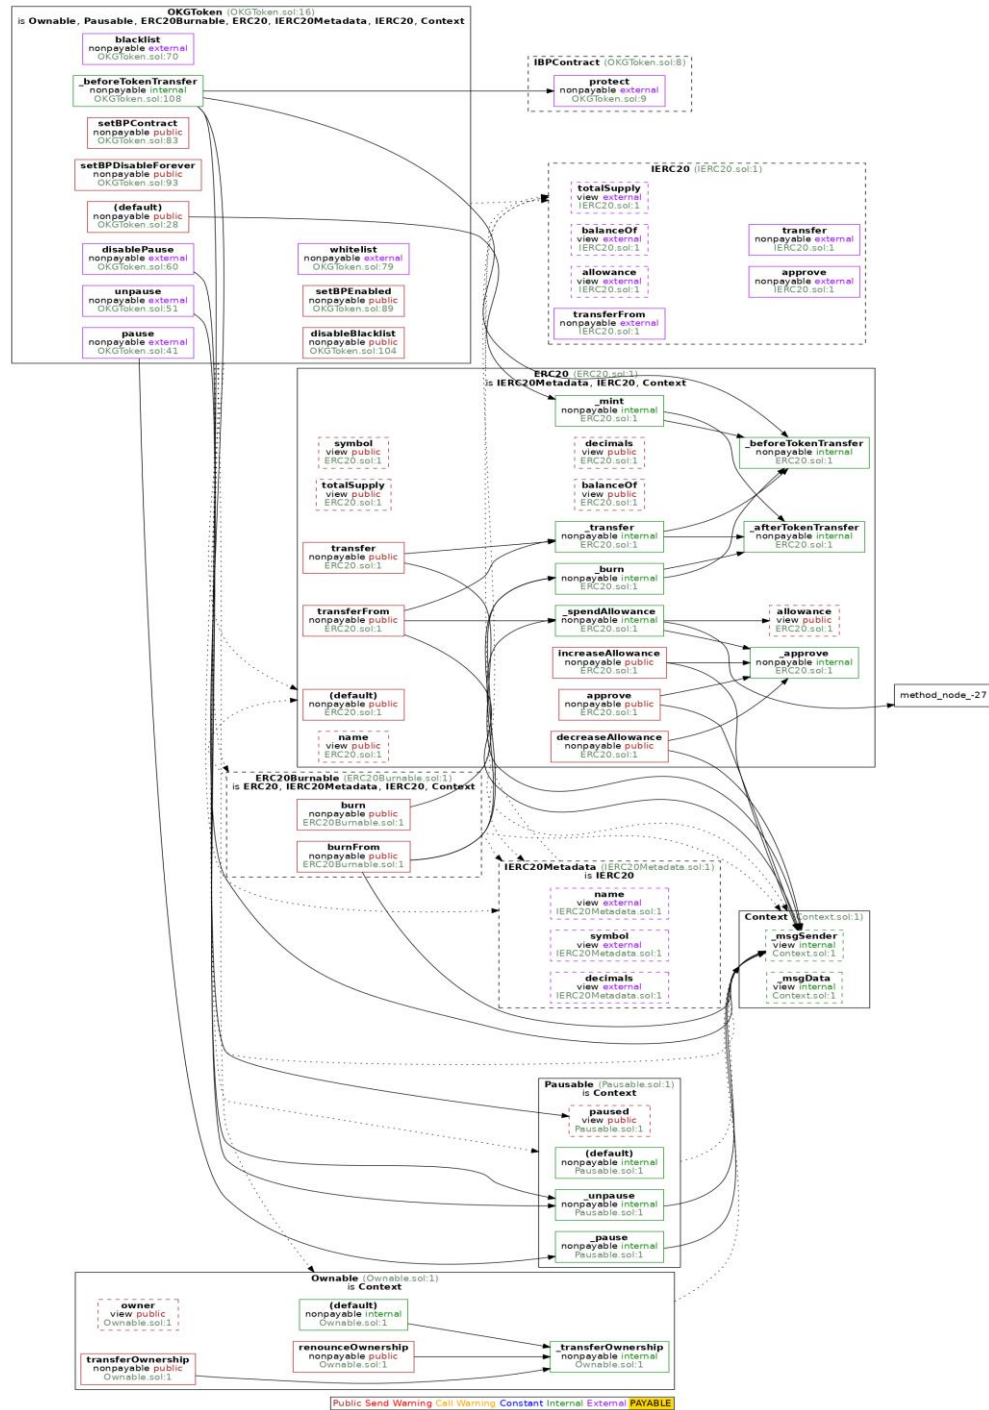 OKGToken (OKGToken.sol:16)
is Ownable, Pausable, ERC20Burnable, ERC20, IERC20Metadata, IERC20, Context
blacklist
nonpayable external
OKGToken.sol:70
_beforeTokenTransfer
nonpayable internal
OKGToken.sol:108
setBPContract
nonpayable public
OKGToken.sol:83
setBPDisableForever
nonpayable public
OKGToken.sol:93
(default)
nonpayable public
OKGToken.sol:28
disablePause
nonpayable external
OKGToken.sol:60
unpause
nonpayable external
OKGToken.sol:51
pause
nonpayable external
OKGToken.sol:41
whitelist
nonpayable external
OKGToken.sol:79
setBPEnabled
nonpayable public
OKGToken.sol:89
disableBlacklist
nonpayable public
OKGToken.sol:104
IBPContract (OKGToken.sol:8)
protect
nonpayable external
OKGToken.sol:9
IERC20 (IERC20.sol:1)
totalSupply
view external
IERC20.sol:1
balanceOf
view external
IERC20.sol:1
allowance
view external
IERC20.sol:1
transferFrom
nonpayable external
IERC20.sol:1
transfer
nonpayable external
IERC20.sol:1
approve
nonpayable external
IERC20.sol:1
ERC20 (ERC20.sol:1)
is IERC20Metadata, IERC20, Context
symbol
view public
ERC20.sol:1
totalSupply
view public
ERC20.sol:1
transfer
nonpayable public
ERC20.sol:1
transferFrom
nonpayable public
ERC20.sol:1
(default)
nonpayable public
ERC20.sol:1
name
view public
ERC20.sol:1
_mint
nonpayable internal
ERC20.sol:1
decimals
view public
ERC20.sol:1
balanceOf
view public
ERC20.sol:1
_transfer
nonpayable internal
ERC20.sol:1
_burn
nonpayable internal
ERC20.sol:1
_spendAllowance
nonpayable internal
ERC20.sol:1
increaseAllowance
nonpayable public
ERC20.sol:1
approve
nonpayable public
ERC20.sol:1
decreaseAllowance
nonpayable public
ERC20.sol:1
_beforeTokenTransfer
nonpayable internal
ERC20.sol:1
_afterTokenTransfer
nonpayable internal
ERC20.sol:1
allowance
view public
ERC20.sol:1
_approve
nonpayable internal
ERC20.sol:1
method_node_-27
ERC20Burnable (ERC20Burnable.sol:1)
is ERC20, IERC20Metadata, IERC20, Context
burn
nonpayable public
ERC20Burnable.sol:1
burnFrom
nonpayable public
ERC20Burnable.sol:1
IERC20Metadata (IERC20Metadata.sol:1)
is IERC20
name
view external
IERC20Metadata.sol:1
symbol
view external
IERC20Metadata.sol:1
decimals
view external
IERC20Metadata.sol:1
Context (Context.sol:1)
_msgSender
view internal
Context.sol:1
_msgData
view internal
Context.sol:1
Pausable (Pausable.sol:1)
is Context
paused
view public
Pausable.sol:1
(default)
nonpayable internal
Pausable.sol:1
_unpause
nonpayable internal
Pausable.sol:1
_pause
nonpayable internal
Pausable.sol:1
Ownable (Ownable.sol:1)
is Context
owner
view public
Ownable.sol:1
transferOwnership
nonpayable public
Ownable.sol:1
(default)
nonpayable internal
Ownable.sol:1
renounceOwnership
nonpayable public
Ownable.sol:1
_transferOwnership
nonpayable internal
Ownable.sol:1
Public Send Warning Call Warning Constant Internal External PAYABLE